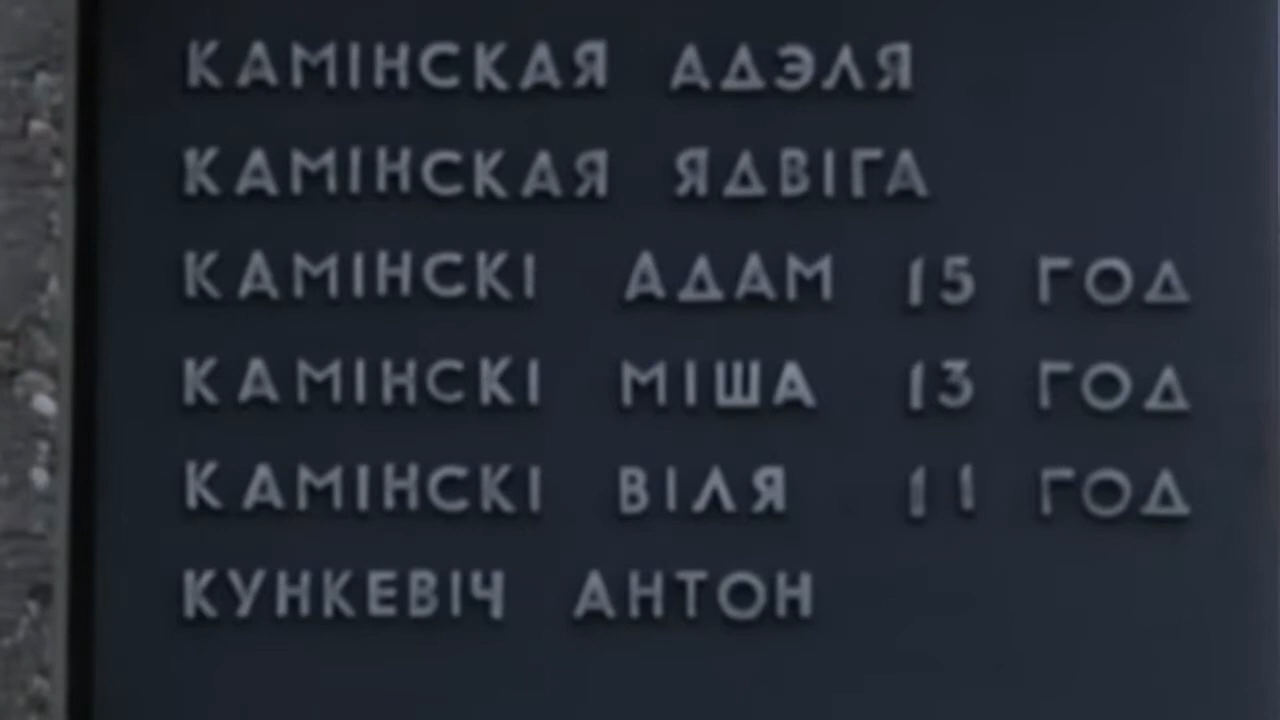 КАМІНСКАЯ АДЭЛЯ
КАМІНСКАЯ ЯДВІГА
КАМІНСКІ АДАМ 15 ГОД
КАМІНСКІ МІША 13 ГОД
КАМІНСКІ ВІЛЯ 11 ГОД
КУНКЕВІЧ АНТОН